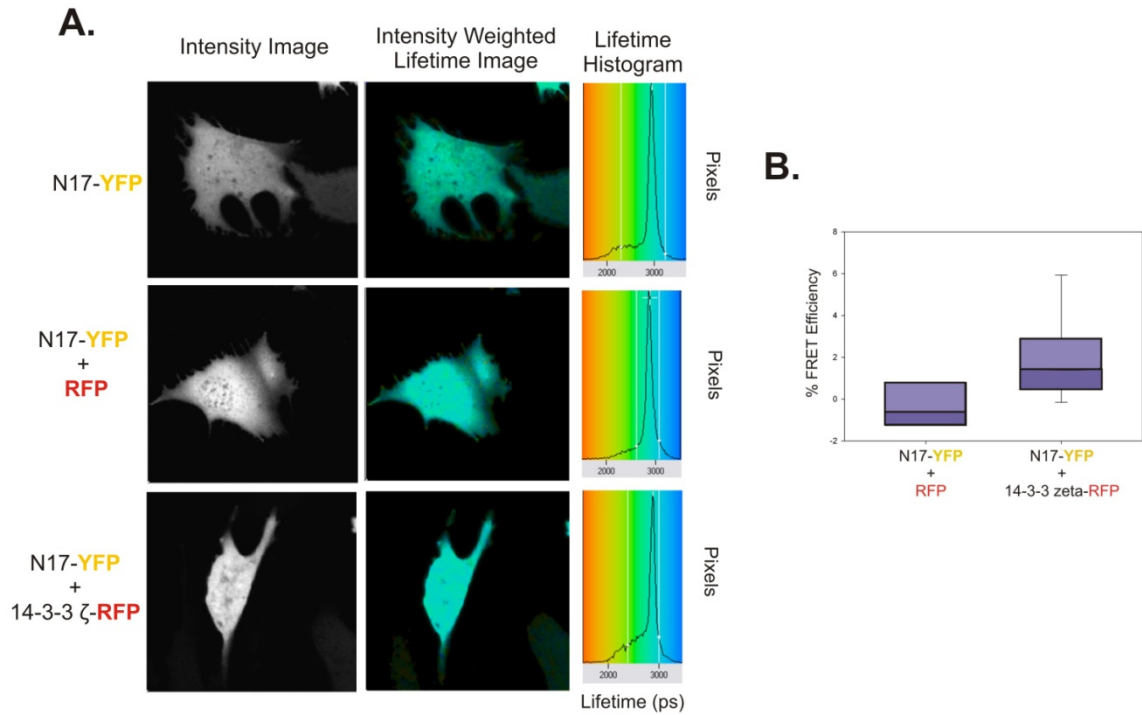 A.
Intensity Image
Intensity Weighted
Lifetime Image
Lifetime
Histogram
N17-YFP
2000 3000
Pixels
N17-YFP
+
RFP
2000 3000
Pixels
N17-YFP
+
14-3-3 ζ-RFP
2000 3000
Pixels
Lifetime (ps)
B.
% FRET Efficiency
8
6
4
2
0
-2
N17-YFP
+
RFP
N17-YFP
+
14-3-3 zeta-RFP